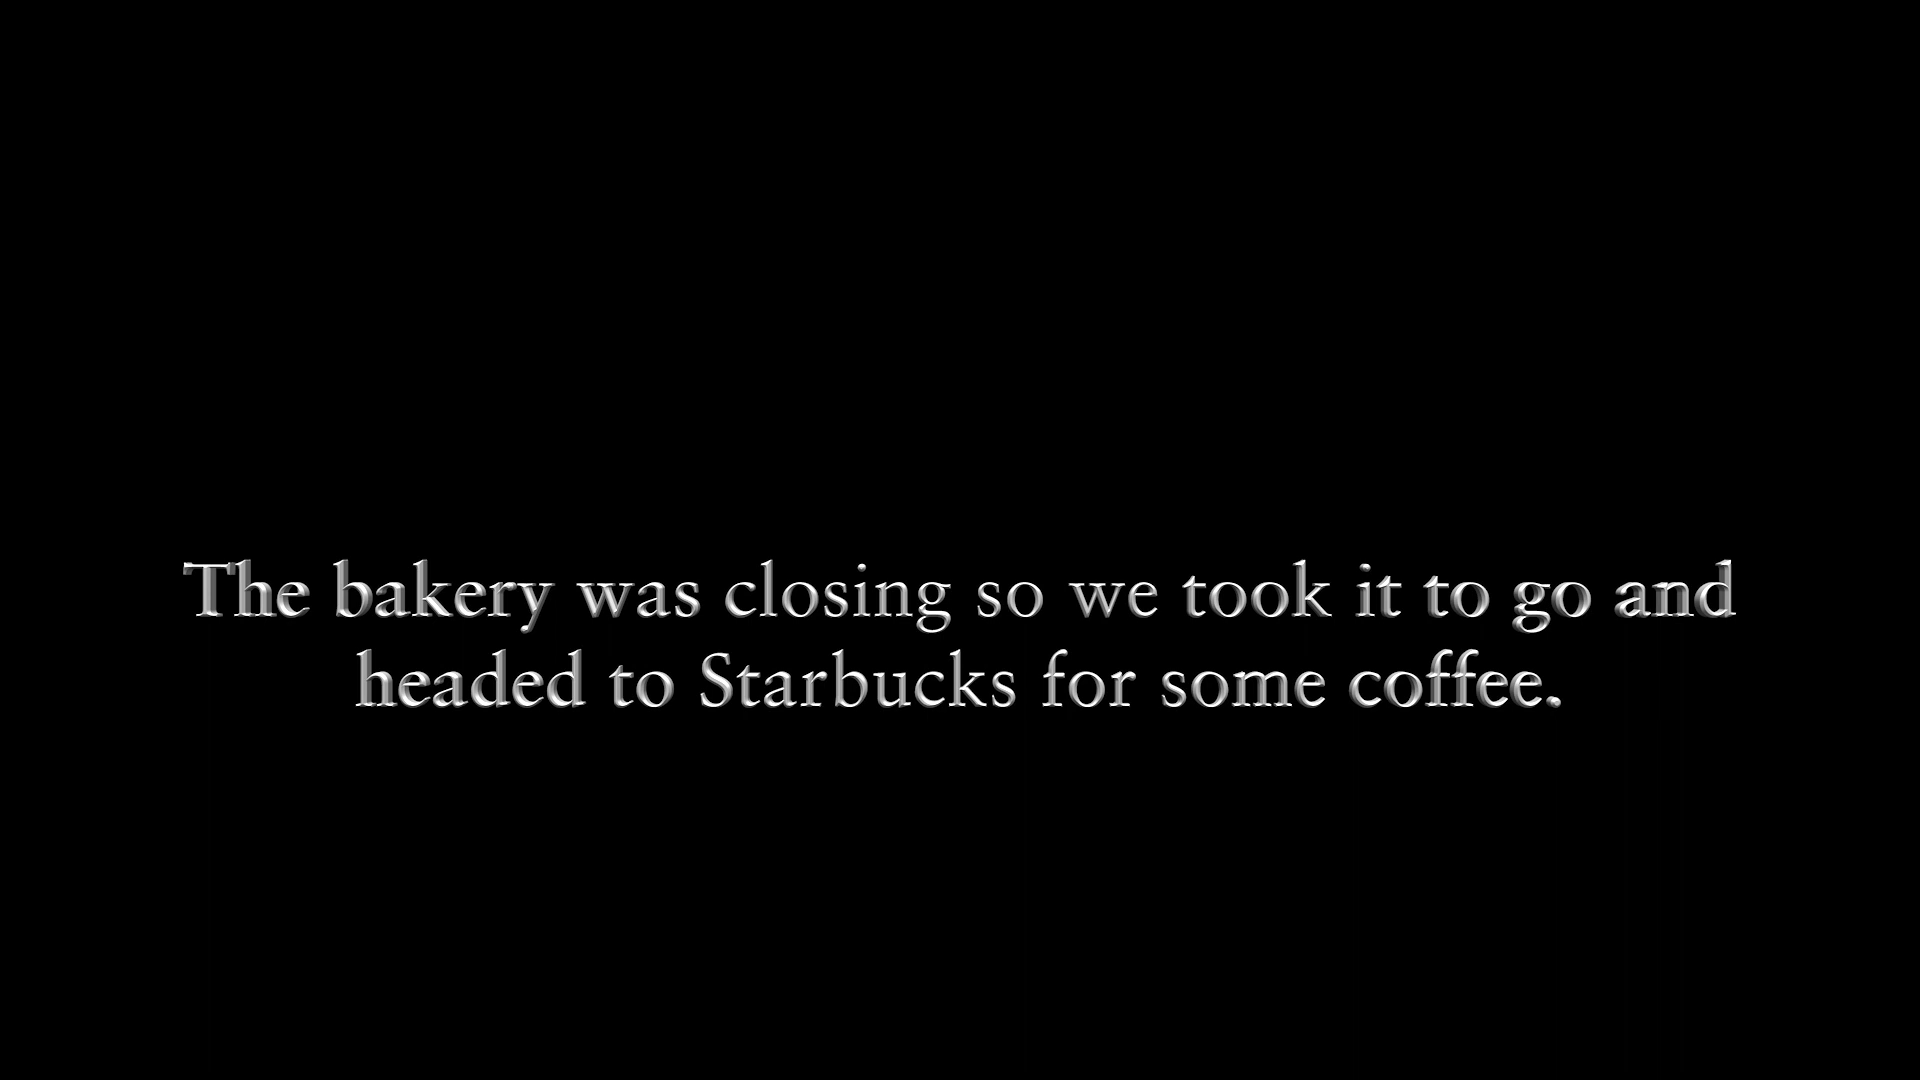 The bakery was closing so we took it to go and
headed to Starbucks for some coffee.